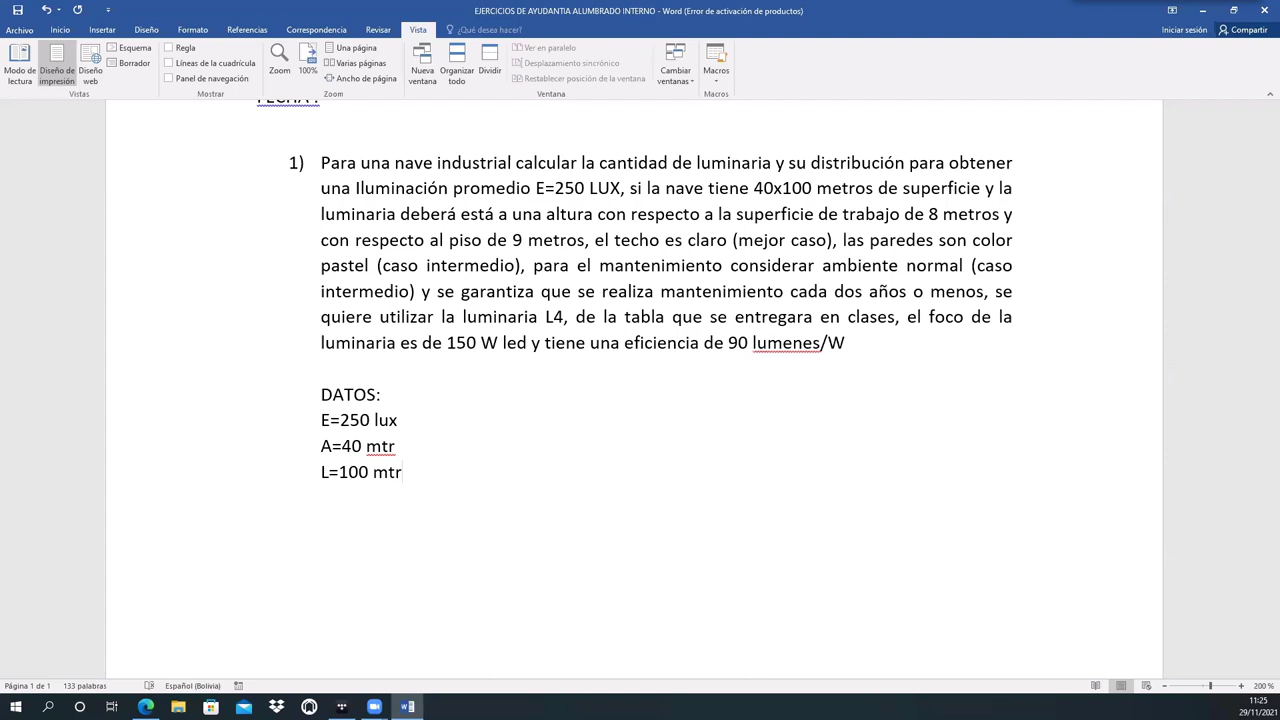 EJERCICIOS DE AYUDANTIA ALUMBRADO INTERNO - Word (Error de activación de productos)
Archivo Inicio Insertar Diseño Formato Referencias Correspondencia Revisar Vista ¿Qué desea hacer? Iniciar sesión Compartir
Modo de lectura
Diseño de impresión
Diseño web
Esquema
Borrador
Vistas
Regla
Líneas de la cuadrícula
Panel de navegación
Mostrar
Zoom
100%
Una página
Varias páginas
Ancho de página
Zoom
Nueva ventana
Organizar todo
Dividir
Ver en paralelo
Desplazamiento sincrónico
Restablecer posición de la ventana
Ventana
Cambiar ventanas
Macros
Macros
FECHA :
1) Para una nave industrial calcular la cantidad de luminaria y su distribución para obtener
una Iluminación promedio E=250 LUX, si la nave tiene 40x100 metros de superficie y la
luminaria deberá está a una altura con respecto a la superficie de trabajo de 8 metros y
con respecto al piso de 9 metros, el techo es claro (mejor caso), las paredes son color
pastel (caso intermedio), para el mantenimiento considerar ambiente normal (caso
intermedio) y se garantiza que se realiza mantenimiento cada dos años o menos, se
quiere utilizar la luminaria L4, de la tabla que se entregara en clases, el foco de la
luminaria es de 150 W led y tiene una eficiencia de 90 lumenes/W
DATOS:
E=250 lux
A=40 mtr
L=100 mtr
Página 1 de 1 133 palabras Español (Bolivia) 200 %
11:25
29/11/2021